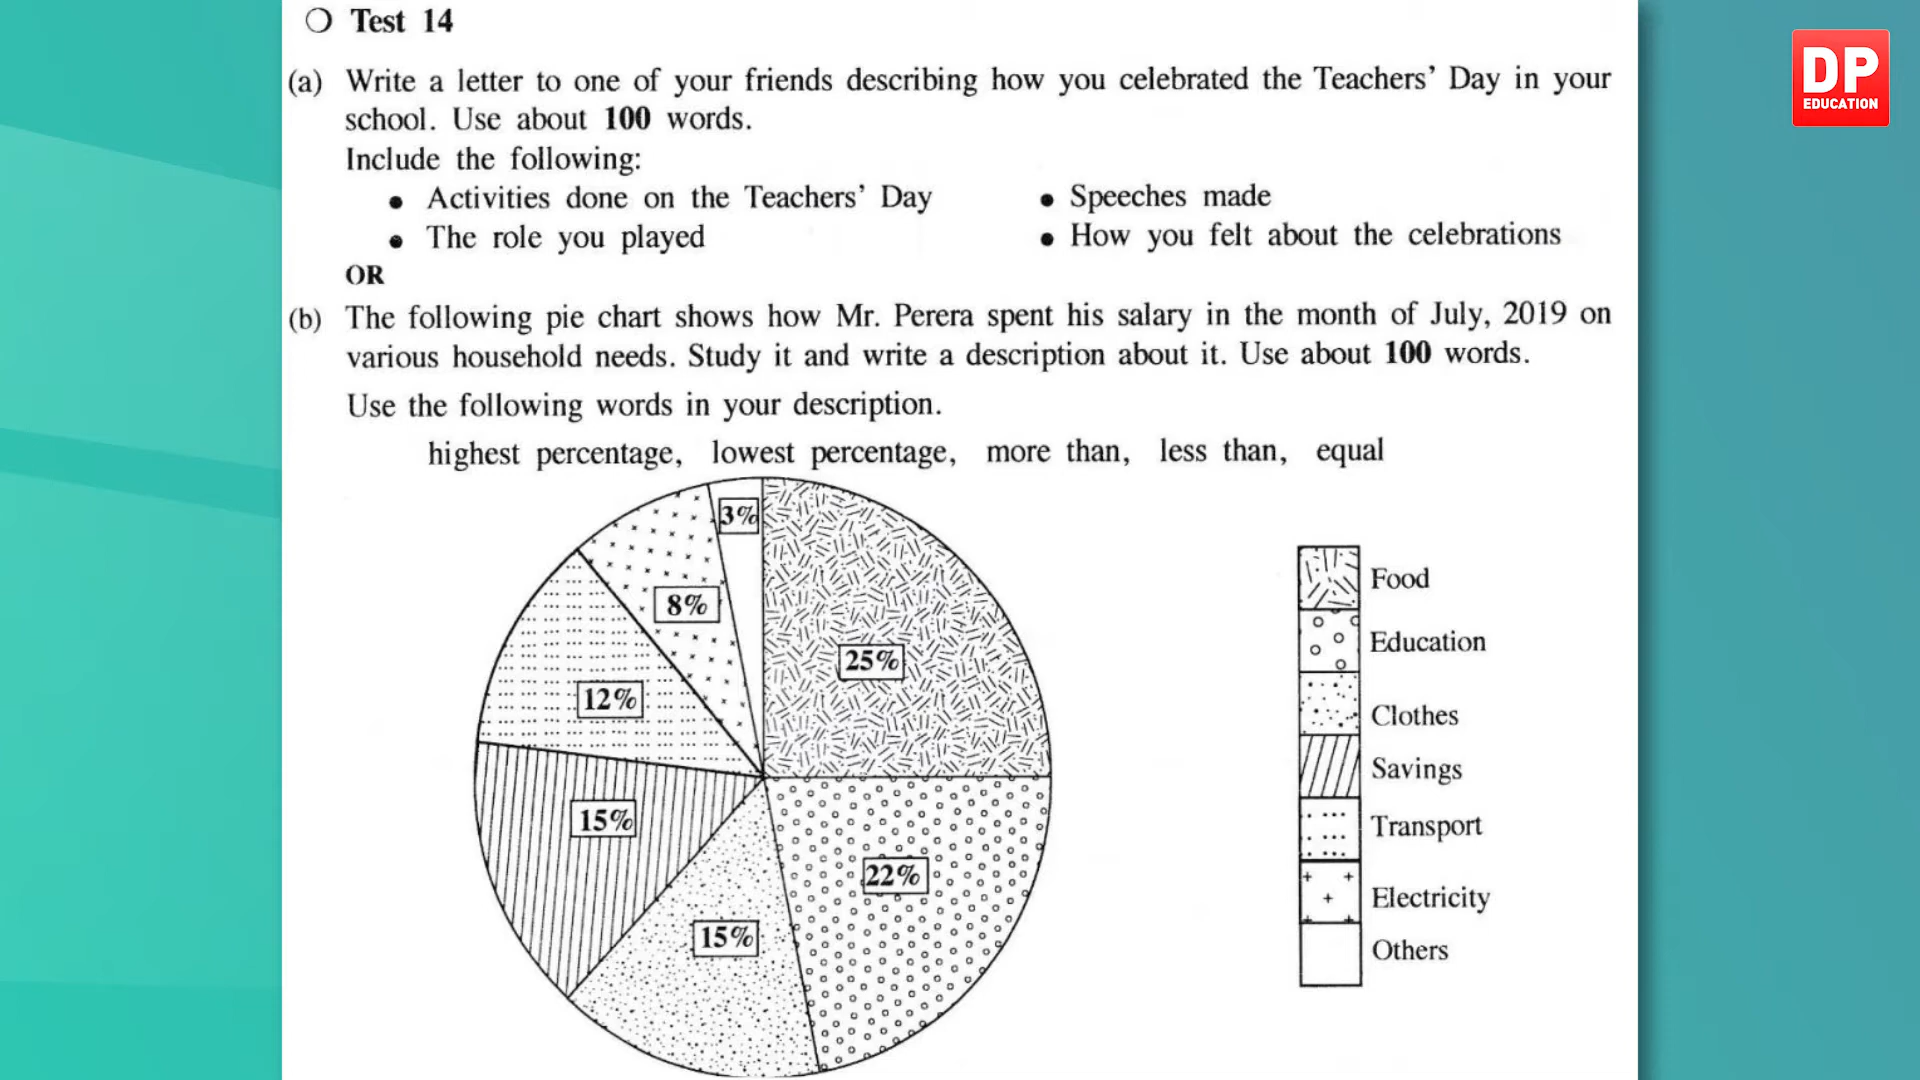 Test 14
DP
EDUCATION
(a) Write a letter to one of your friends describing how you celebrated the Teachers' Day in your
school. Use about 100 words.
Include the following:
• Activities done on the Teachers' Day
• Speeches made
• The role you played
• How you felt about the celebrations
OR
(b) The following pie chart shows how Mr. Perera spent his salary in the month of July, 2019 on
various household needs. Study it and write a description about it. Use about 100 words.
Use the following words in your description.
highest percentage, lowest percentage, more than, less than, equal
3%
8%
25%
12%
15%
22%
15%
Food
Education
Clothes
Savings
Transport
Electricity
Others